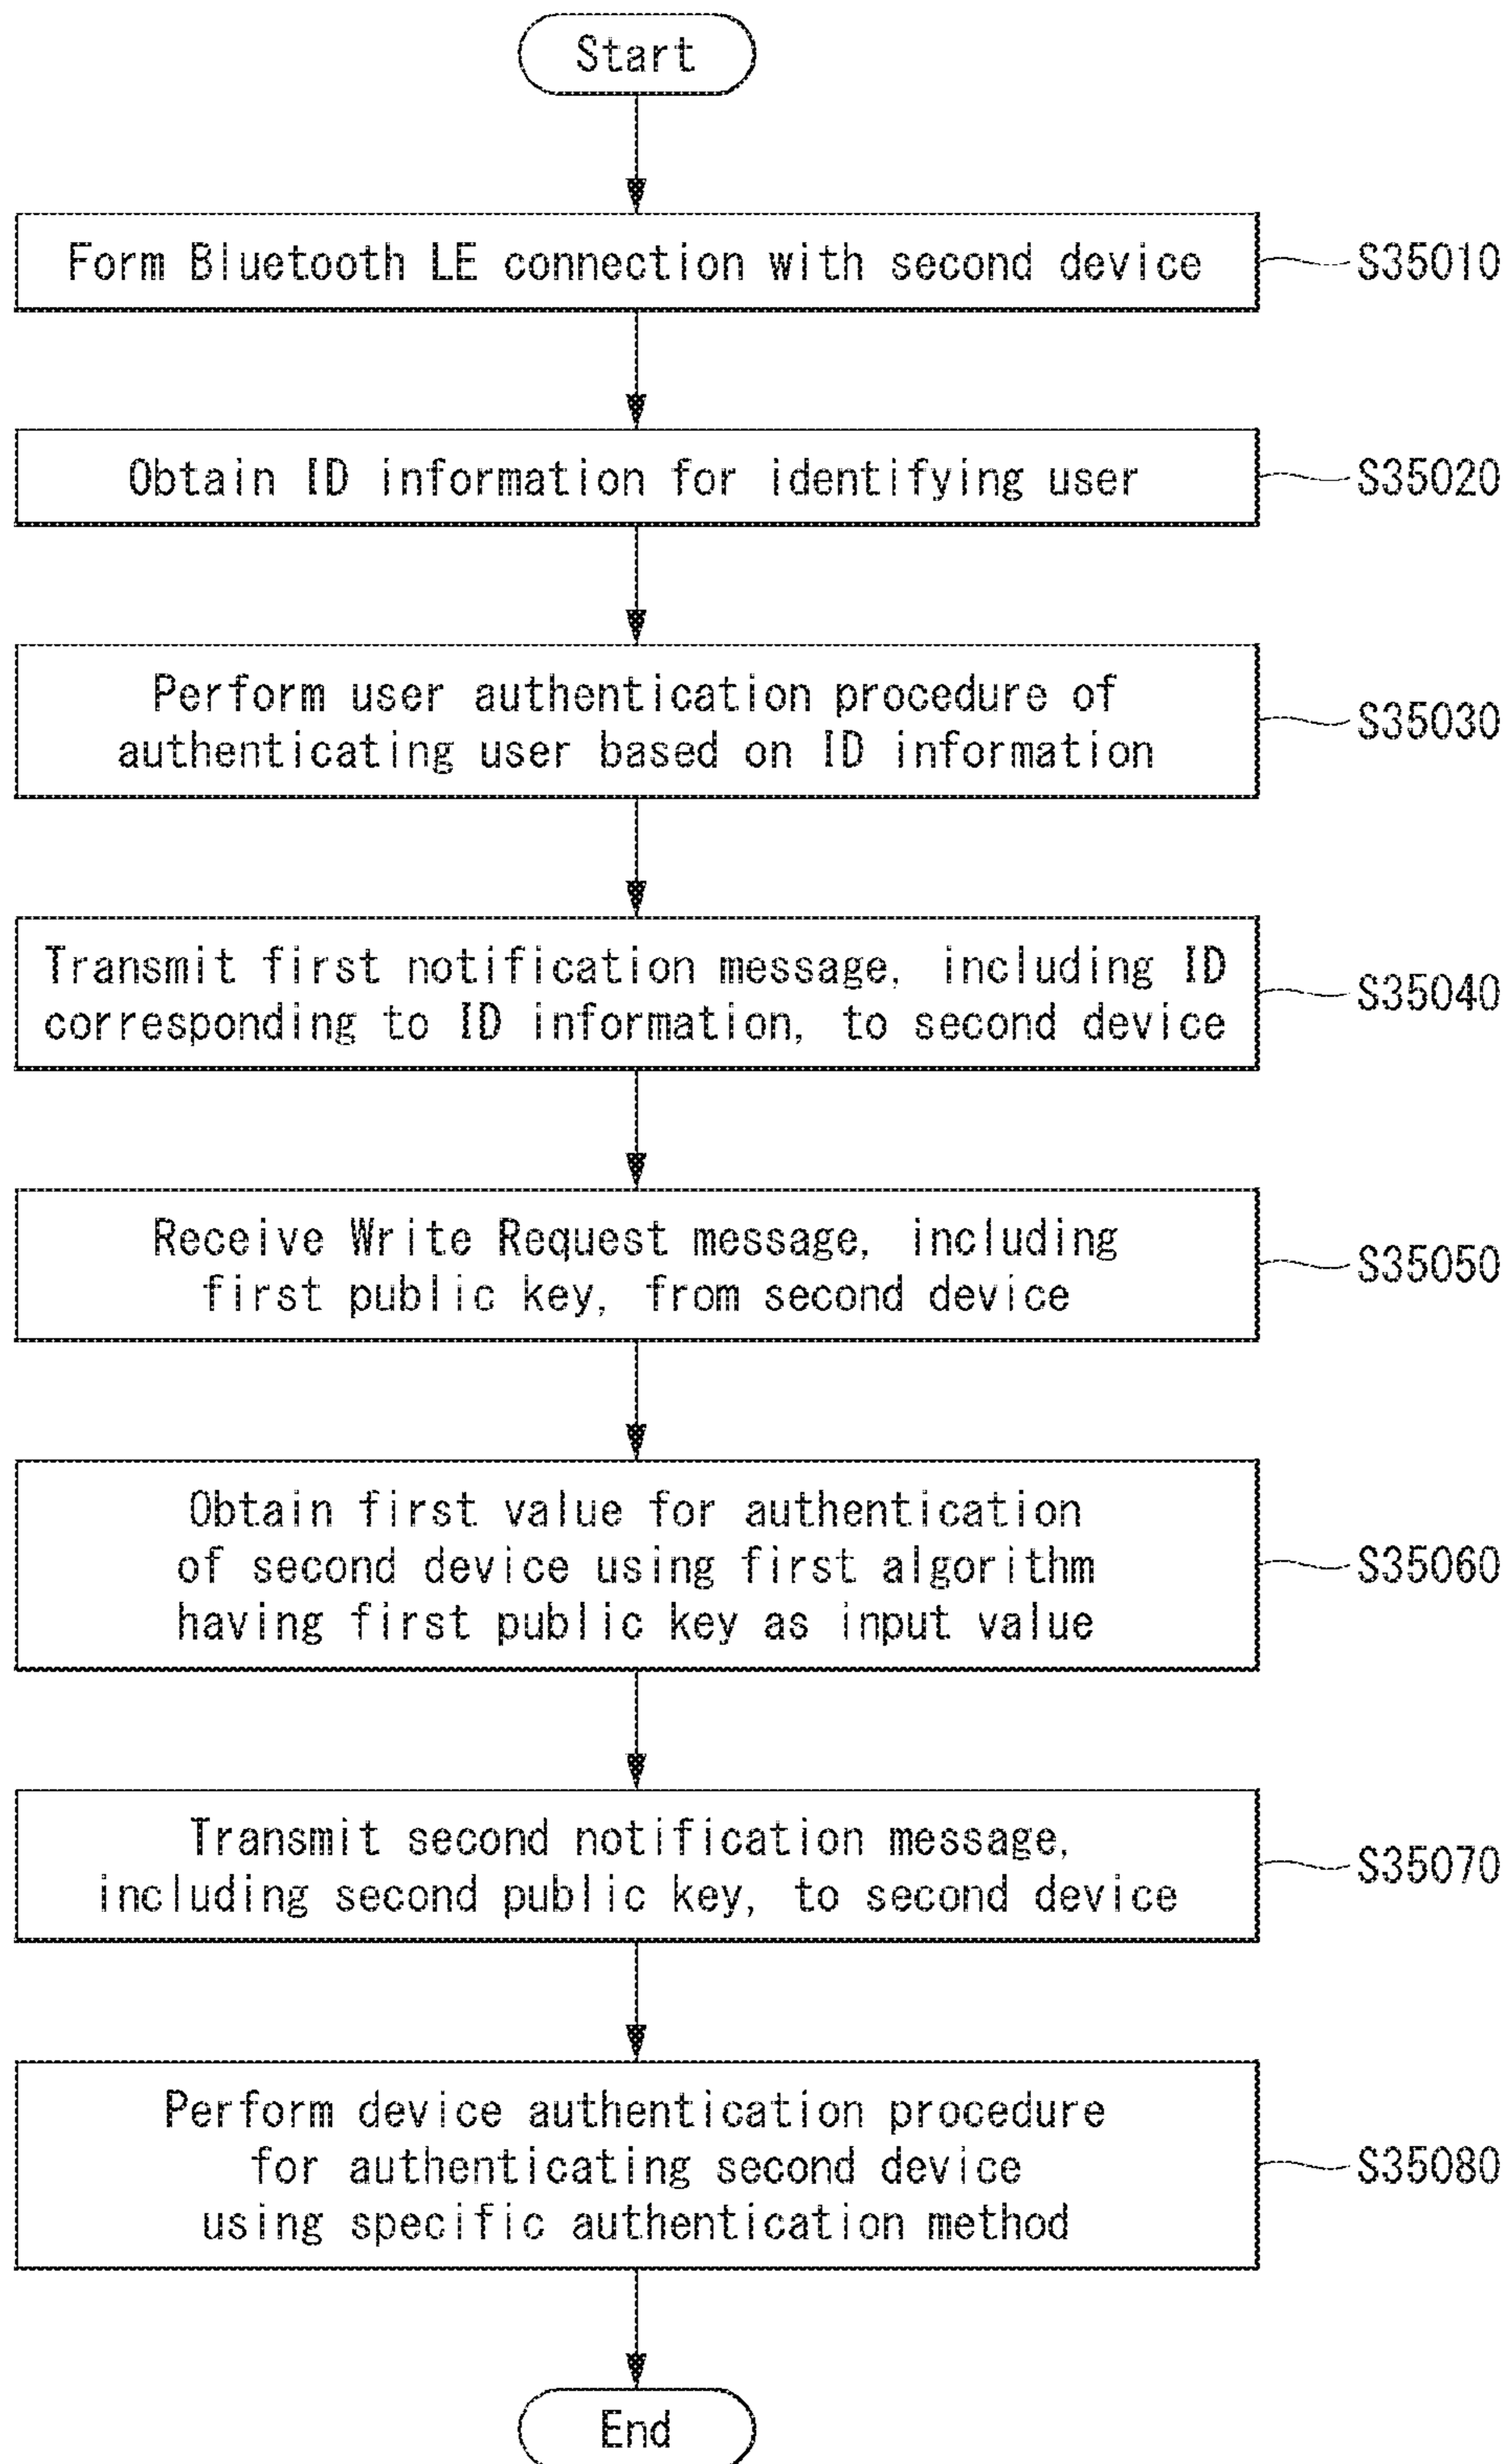 Start
Form Bluetooth LE connection with second device
S35010
Obtain ID information for identifying user
S35020
Perform user authentication procedure of
authenticating user based on ID information
S35030
Transmit first notification message, including ID
corresponding to ID information, to second device
S35040
Receive Write Request message, including
first public key, from second device
S35050
Obtain first value for authentication
of second device using first algorithm
having first public key as input value
S35060
Transmit second notification message,
including second public key, to second device
S35070
Perform device authentication procedure
for authenticating second device
using specific authentication method
S35080
End